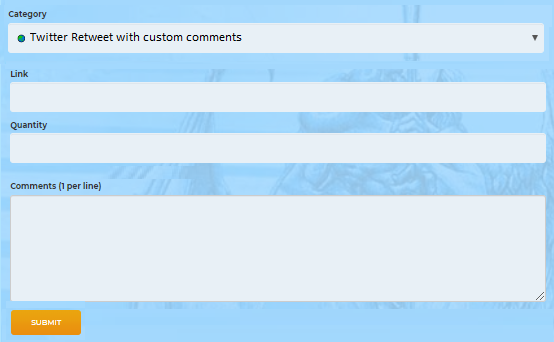 Category
Twitter Retweet with custom comments
Link
Quantity
Comments (1 per line)
SUBMIT